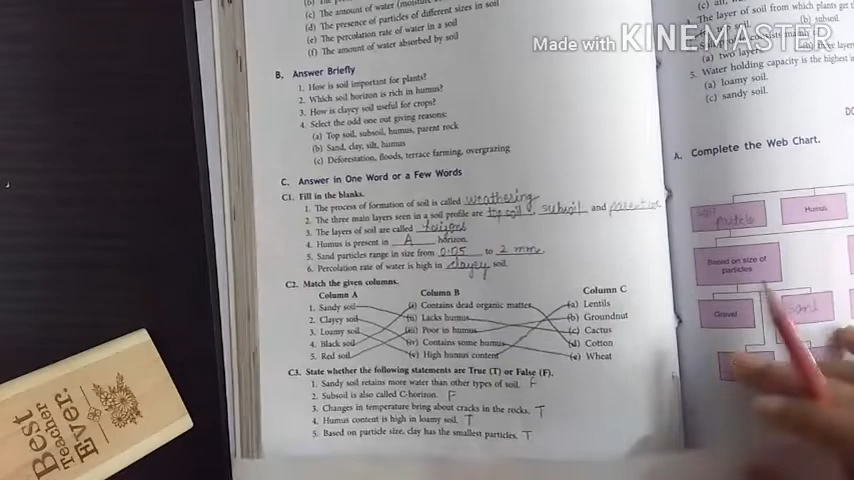 (c) The amount of water (moisture
(d) The presence of particles of different sizes in soil
(e) The percolation rate of water in a soil
(f) The amount of water absorbed by soil
B. Answer Briefly
1. How is soil important for plants?
2. Which soil horizon is rich in humus?
3. How is clayey soil useful for crops?
4. Select the odd one out giving reasons:
(a) Top soil, subsoil, humus, parent rock
(b) Sand, clay, silt, humus
(c) Deforestation, floods, terrace farming, overgrazing
C. Answer in One Word or a Few Words
C1. Fill in the blanks.
1. The process of formation of soil is called weathering
2. The three main layers seen in a soil profile are top soil, subsoil and
3. The layers of soil are called
4. Humus is present in A horizon.
5. Sand particles range in size from 0.05 to 2 mm.
6. Percolation rate of water is high in clayey soil.
C2. Match the given columns.
Column A Column B Column C
1. Sandy soil (i) Contains dead organic matter (a) Lentils
2. Clayey soil (ii) Lacks humus (b) Groundnut
3. Loamy soil (iii) Poor in humus (c) Cactus
4. Black soil (iv) Contains some humus (d) Cotton
5. Red soil (v) High humus content (e) Wheat
C3. State whether the following statements are True (T) or False (F).
1. Sandy soil retains more water than other types of soil. F
2. Subsoil is also called C-horizon. F
3. Changes in temperature bring about cracks in the rocks. T
4. Humus content is high in loamy soil. T
5. Based on particle size, clay has the smallest particles. T
Made with KINEMASTER
The layer of soil from which plants get
(b) subsoil.
(a) two layers
5. Water holding capacity is the highest
(a) loamy soil.
(c) sandy soil.
A. Complete the Web Chart.
Humus
Based on size of
particles
Gravel
Best
Teacher
Ever.